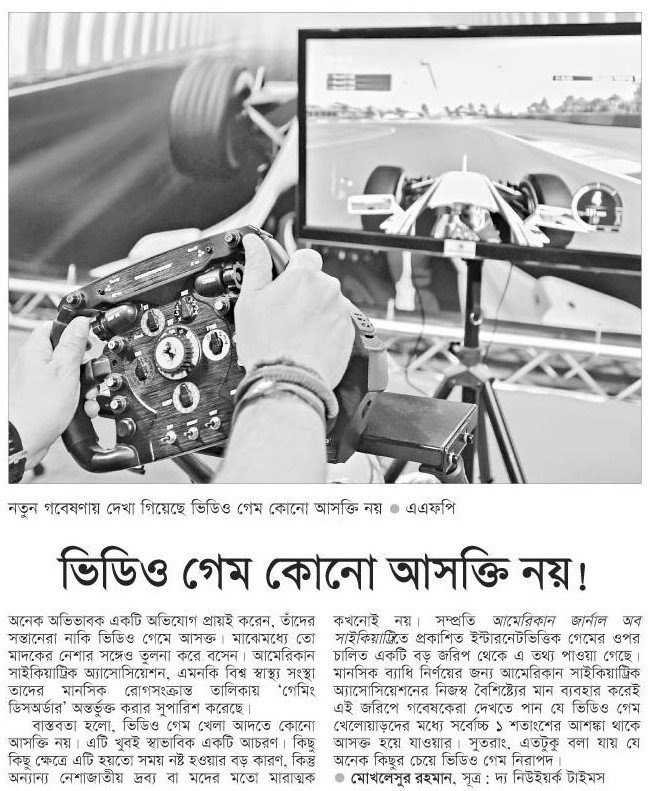 নতুন গবেষণায় দেখা গিয়েছে ভিডিও গেম কোনো আসক্তি নয় ● এএফপি
ভিডিও গেম কোনো আসক্তি নয়!
অনেক অভিভাবক একটি অভিযোগ প্রায়ই করেন, তাঁদের
সন্তানেরা নাকি ভিডিও গেমে আসক্ত। মাঝেমধ্যে তো
মাদকের নেশার সঙ্গেও তুলনা করে বসেন। আমেরিকান
সাইকিয়াট্রিক অ্যাসোসিয়েশন, এমনকি বিশ্ব স্বাস্থ্য সংস্থা
তাদের মানসিক রোগসংক্রান্ত তালিকায় ‘গেমিং
ডিসঅর্ডার’ অন্তর্ভুক্ত করার সুপারিশ করেছে।
বাস্তবতা হলো, ভিডিও গেম খেলা আদতে কোনো
আসক্তি নয়। এটি খুবই স্বাভাবিক একটি আচরণ। কিছু
কিছু ক্ষেত্রে এটি হয়তো সময় নষ্ট হওয়ার বড় কারণ, কিন্তু
অন্যান্য নেশাজাতীয় দ্রব্য বা মদের মতো মারাত্মক
কখনোই নয়। সম্প্রতি আমেরিকান জার্নাল অব
সাইকিয়াট্রিতে প্রকাশিত ইন্টারনেটভিত্তিক গেমের ওপর
চালিত একটি বড় জরিপ থেকে এ তথ্য পাওয়া গেছে।
মানসিক ব্যাধি নির্ণয়ের জন্য আমেরিকান সাইকিয়াট্রিক
অ্যাসোসিয়েশনের নিজস্ব বৈশিষ্ট্যের মান ব্যবহার করেই
এই জরিপে গবেষকেরা দেখতে পান যে ভিডিও গেম
খেলোয়াড়দের মধ্যে সর্বোচ্চ ১ শতাংশের আশঙ্কা থাকে
আসক্ত হয়ে যাওয়ার। সুতরাং, এতটুকু বলা যায় যে
অনেক কিছুর চেয়ে ভিডিও গেম নিরাপদ।
● মোখলেসুর রহমান, সূত্র : দ্য নিউইয়র্ক টাইমস